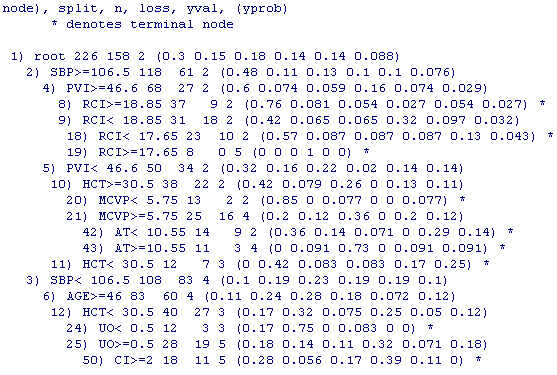 node), split, n, loss, yval, (yprob)
* denotes terminal node
1) root 226 158 2 (0.3 0.15 0.18 0.14 0.14 0.088)
2) SBP>=106.5 118 61 2 (0.48 0.11 0.13 0.1 0.1 0.076)
4) PVI>=46.6 68 27 2 (0.6 0.074 0.059 0.16 0.074 0.029)
8) RCI>=18.85 37 9 2 (0.76 0.081 0.054 0.027 0.054 0.027) *
9) RCI< 18.85 31 18 2 (0.42 0.065 0.065 0.32 0.097 0.032)
18) RCI< 17.65 23 10 2 (0.57 0.087 0.087 0.087 0.13 0.043) *
19) RCI>=17.65 8 0 5 (0 0 0 1 0 0) *
5) PVI< 46.6 50 34 2 (0.32 0.16 0.22 0.02 0.14 0.14)
10) HCT>=30.5 38 22 2 (0.42 0.079 0.26 0 0.13 0.11)
20) MCVP< 5.75 13 2 2 (0.85 0 0.077 0 0 0.077) *
21) MCVP>=5.75 25 16 4 (0.2 0.12 0.36 0 0.2 0.12)
42) AT< 10.55 14 9 2 (0.36 0.14 0.071 0 0.29 0.14) *
43) AT>=10.55 11 3 4 (0 0.091 0.73 0 0.091 0.091) *
11) HCT< 30.5 12 7 3 (0 0.42 0.083 0.083 0.17 0.25) *
3) SBP< 106.5 108 83 4 (0.1 0.19 0.23 0.19 0.19 0.1)
6) AGE>=46 83 60 4 (0.11 0.24 0.28 0.18 0.072 0.12)
12) HCT< 30.5 40 27 3 (0.17 0.32 0.075 0.25 0.05 0.12)
24) UO< 0.5 12 3 3 (0.17 0.75 0 0.083 0 0) *
25) UO>=0.5 28 19 5 (0.18 0.14 0.11 0.32 0.071 0.18)
50) CI>=2 18 11 5 (0.28 0.056 0.17 0.39 0.11 0) *